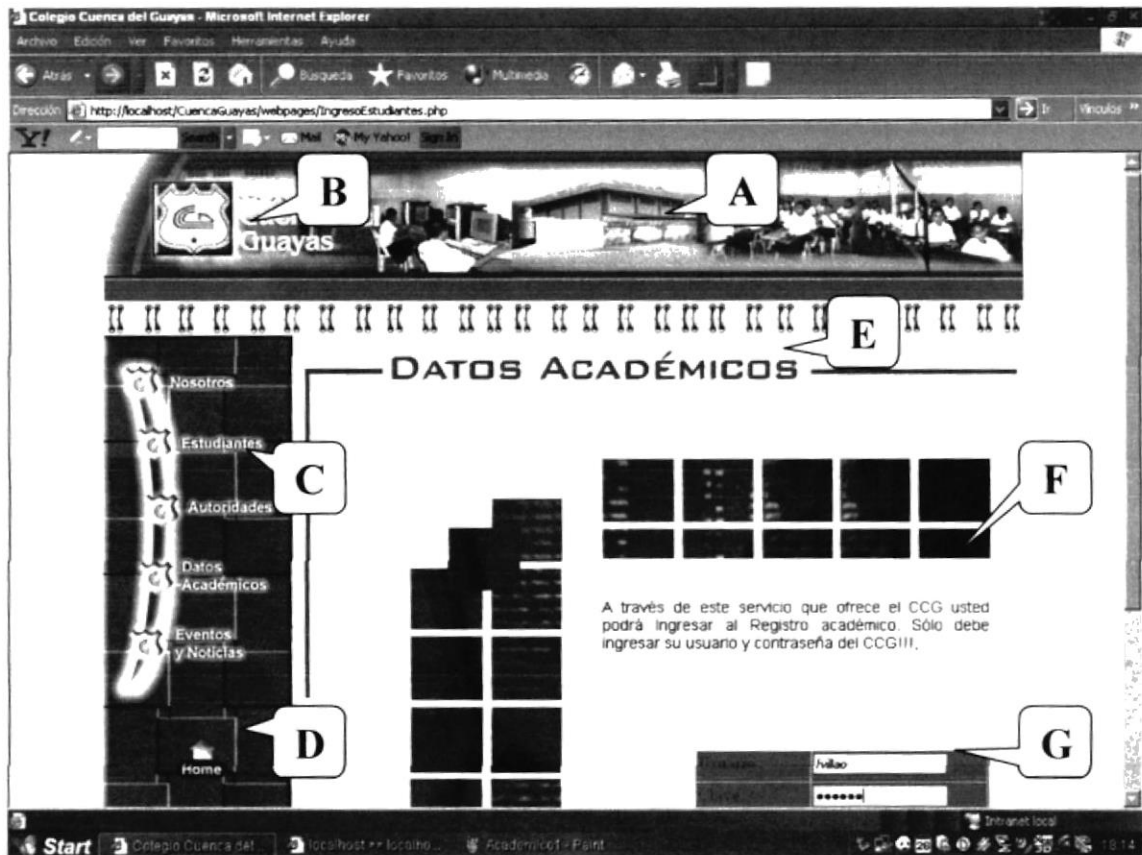 Colegio Cuenca del Guayas - Microsoft Internet Explorer
Archivo Edición Ver Favoritos Herramientas Ayuda
Atrás Búsqueda Favoritos Multimedia
Dirección http://localhost/CuencaGuayas/webpages/IngresoEstudiantes.php Ir Vínculos
Y! Search Mail My Yahoo! Sign In
B
A
Guayas
E
DATOS ACADÉMICOS
Nosotros
Estudiantes
C
F
Autoridades
Datos
Académicos
A través de este servicio que ofrece el CCG usted
podrá Ingresar al Registro académico. Sólo debe
ingresar su usuario y contraseña del CCG!!!,
Eventos
y Noticias
D
G
Home
Intranet local
Start Colegio Cuenca del... localhost >> localho... Academico1 - Paint 18:14